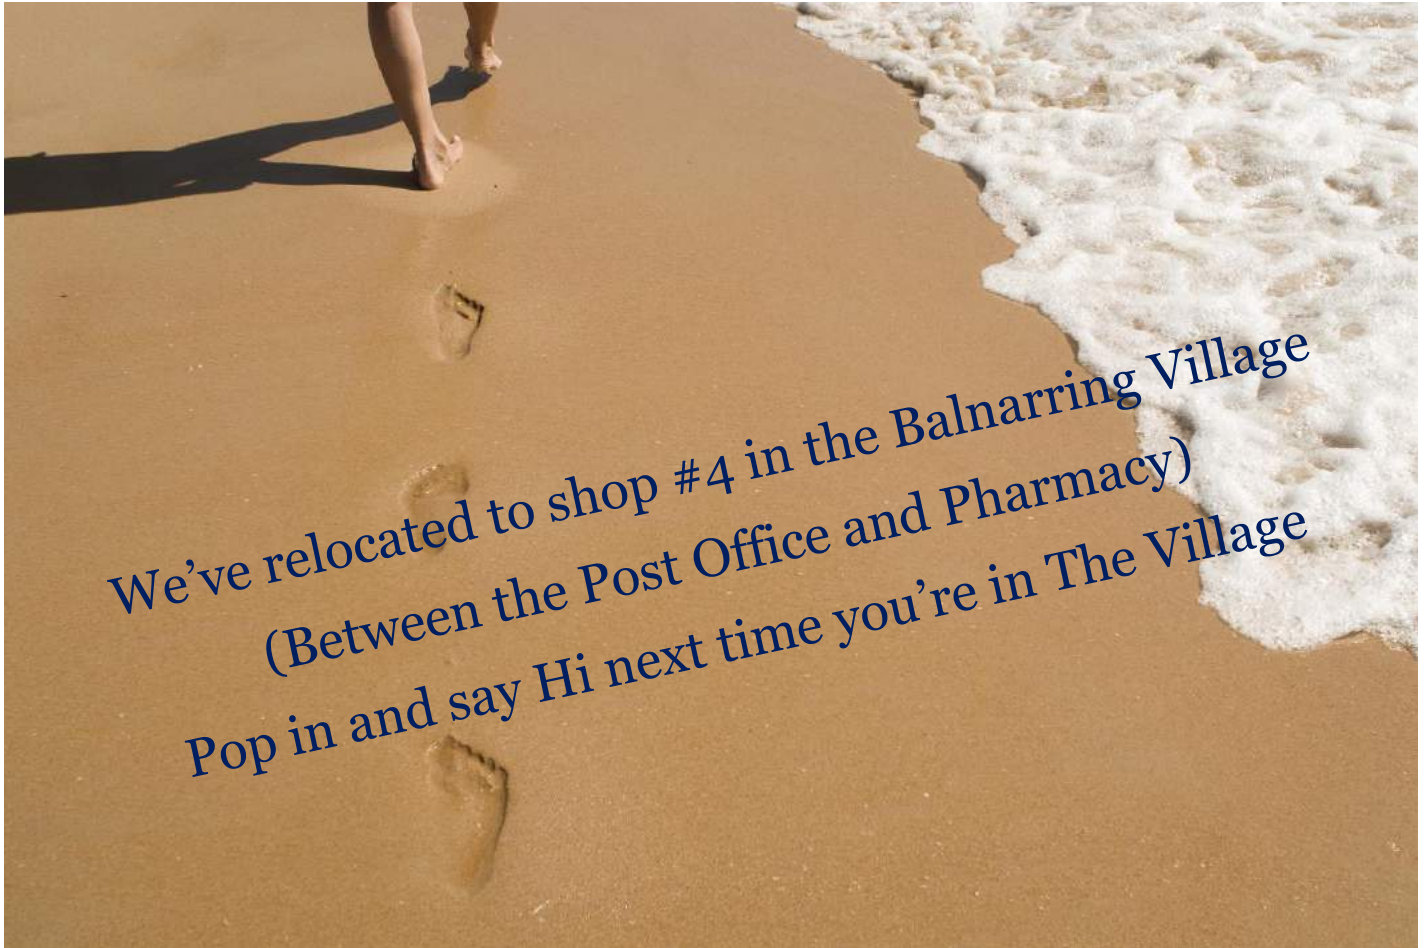 We’ve relocated to shop #4 in the Balnarring Village
(Between the Post Office and Pharmacy)
Pop in and say Hi next time you’re in The Village